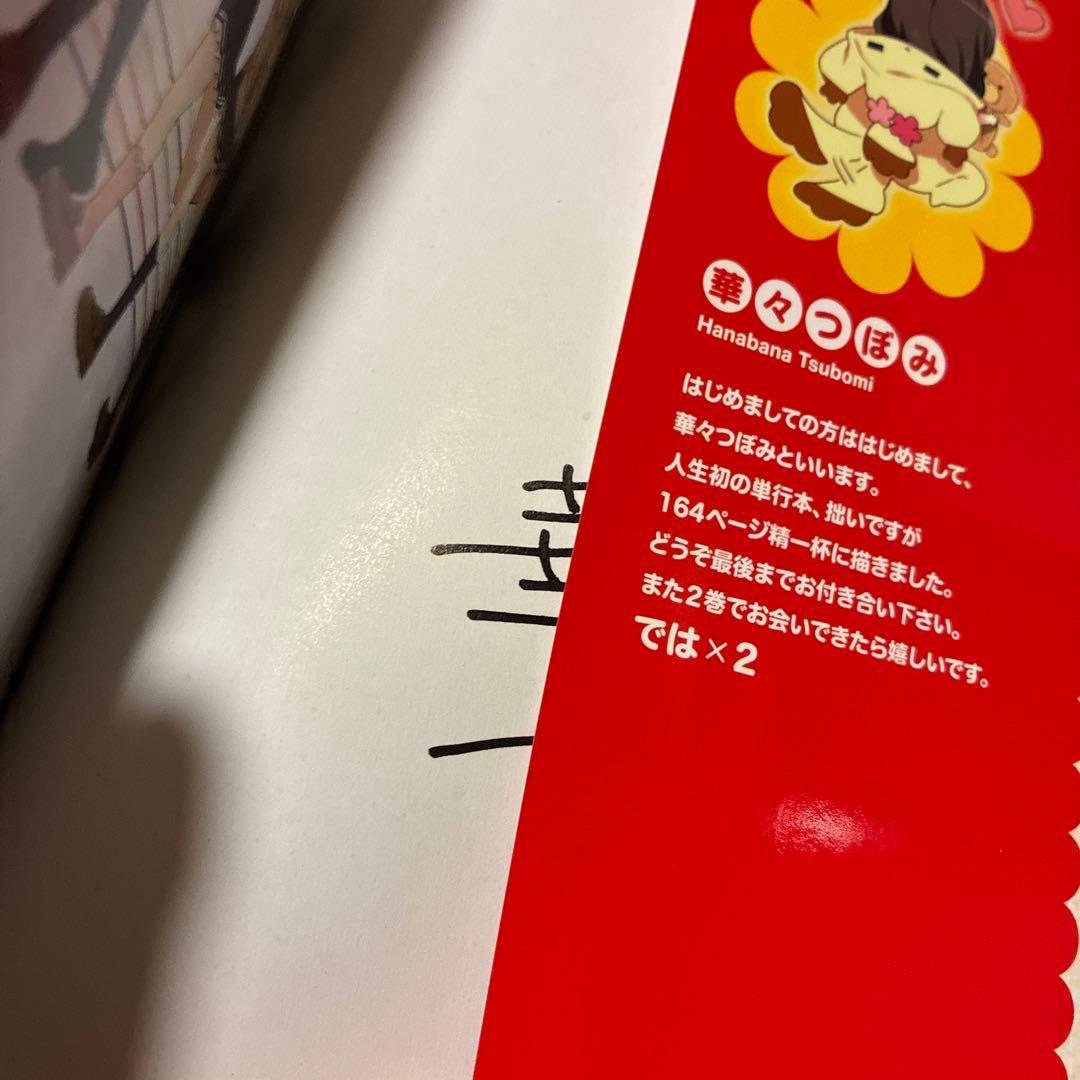 華々つぼみ
Hanabana Tsubomi
はじめましての方ははじめまして、
華々つぼみといいます。
人生初の単行本、拙いですが
164ページ精一杯に描きました。
どうぞ最後までお付き合い下さい。
また2巻でお会いできたら嬉しいです。
では×2